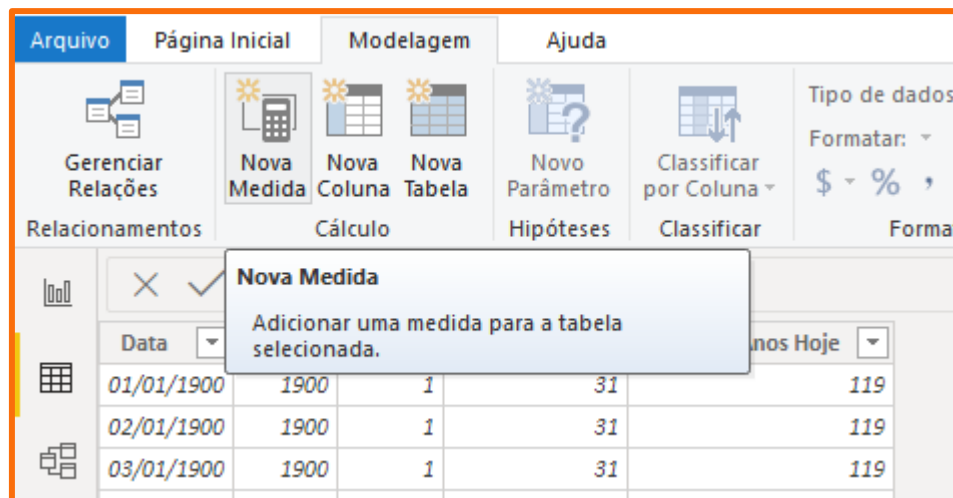 Arquivo Página Inicial Modelagem Ajuda
Gerenciar Relações
Nova Medida
Nova Coluna
Nova Tabela
Novo Parâmetro
Classificar por Coluna
Tipo de dados
Formatar:
$ % ,
Relacionamentos Cálculo Hipóteses Classificar Forma
Nova Medida
Adicionar uma medida para a tabela
selecionada.
Data Anos Hoje
01/01/1900 1900 1 31 119
02/01/1900 1900 1 31 119
03/01/1900 1900 1 31 119